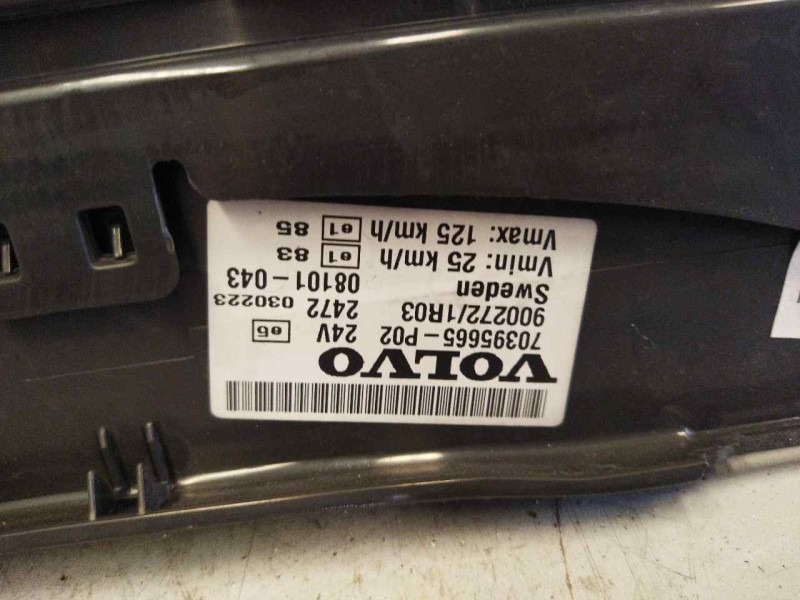 VOLVO
70395665-P02 24V e5
900272/1R03 2472 030223
Sweden 08101-043
Vmin: 25 km/h e1 83
Vmax: 125 km/h e1 85